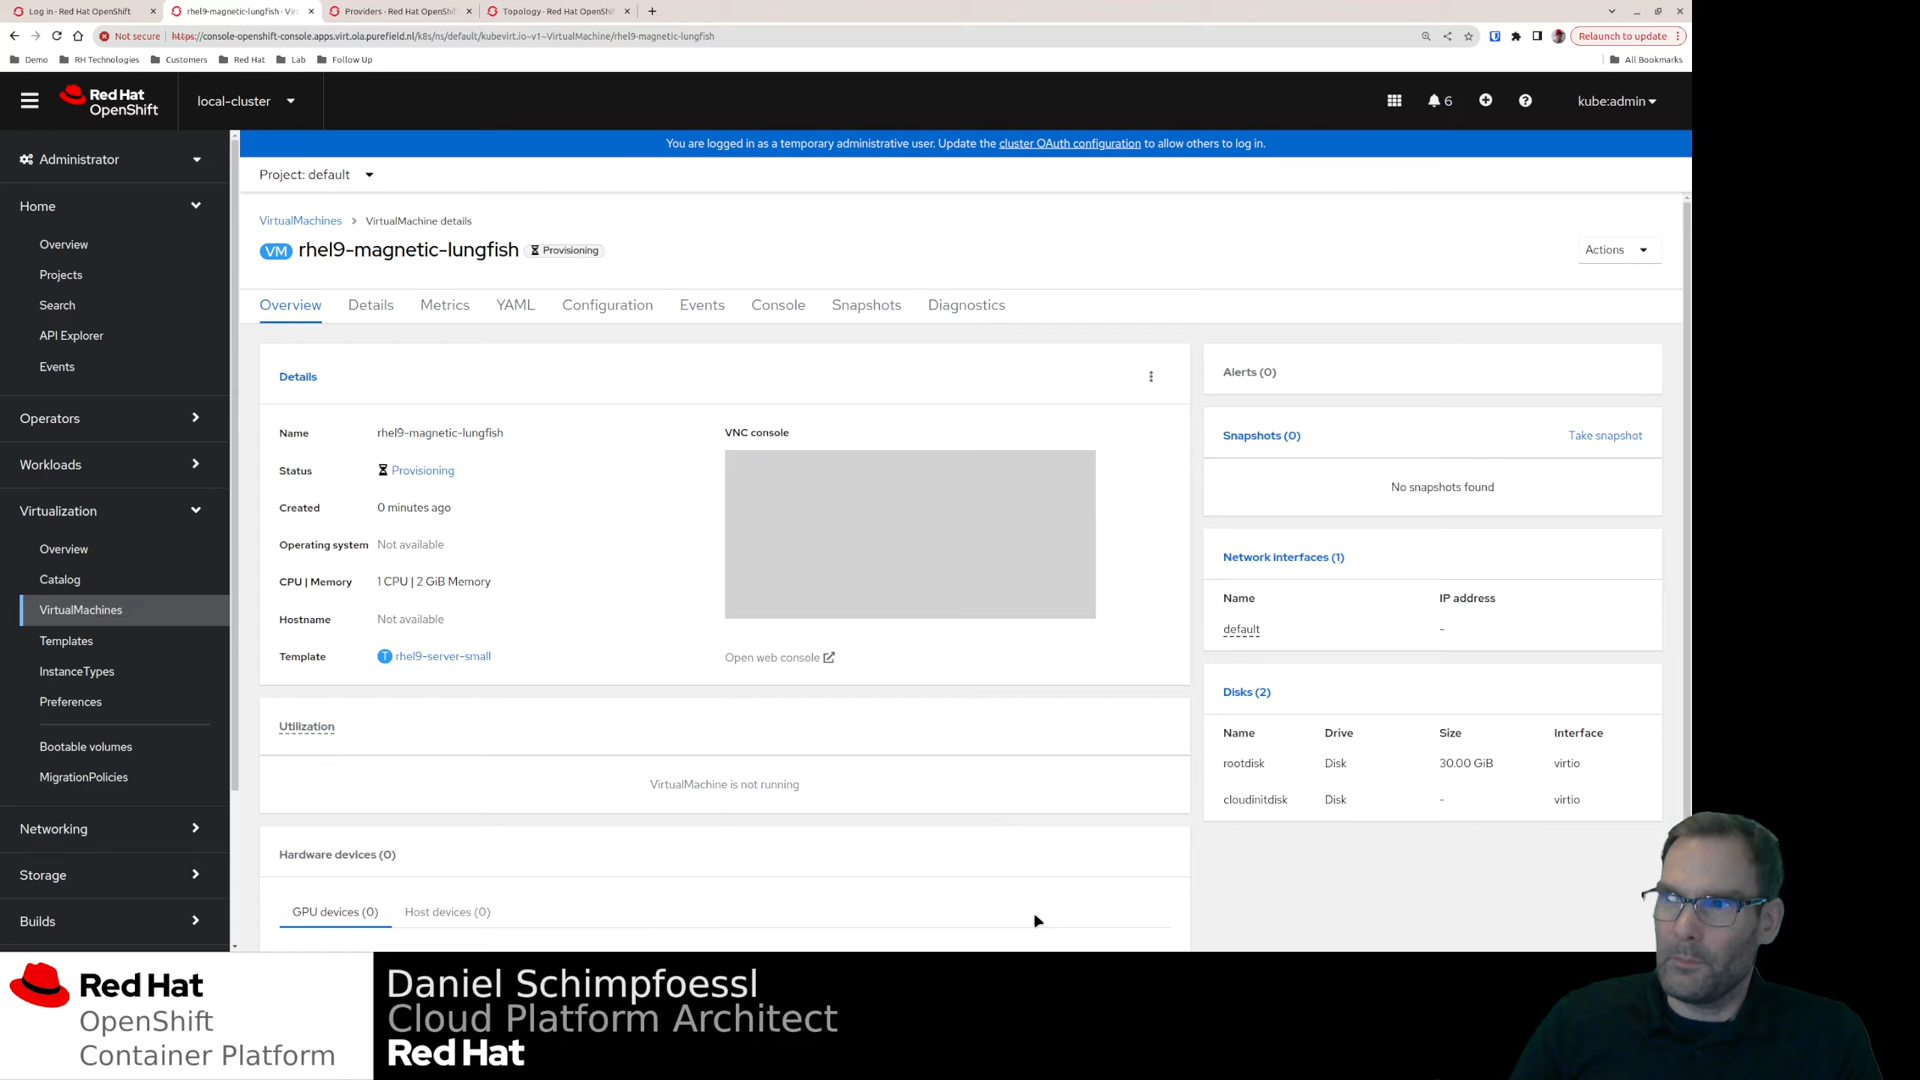 Log in · Red Hat OpenShift
rhel9-magnetic-lungfish · Vir
Providers · Red Hat OpenShif
Topology · Red Hat OpenShif
Not secure
https://console-openshift-console.apps.virt.ola.purefield.nl/k8s/ns/default/kubevirt.io~v1~VirtualMachine/rhel9-magnetic-lungfish
Relaunch to update
Demo
RH Technologies
Customers
Red Hat
Lab
Follow Up
All Bookmarks
Red Hat
OpenShift
local-cluster
6
kube:admin
You are logged in as a temporary administrative user. Update the cluster OAuth configuration to allow others to log in.
Administrator
Home
Overview
Projects
Search
API Explorer
Events
Operators
Workloads
Virtualization
Overview
Catalog
VirtualMachines
Templates
InstanceTypes
Preferences
Bootable volumes
MigrationPolicies
Networking
Storage
Builds
Project: default
VirtualMachines > VirtualMachine details
VM rhel9-magnetic-lungfish Provisioning
Actions
Overview Details Metrics YAML Configuration Events Console Snapshots Diagnostics
Details
Name rhel9-magnetic-lungfish
Status Provisioning
Created 0 minutes ago
Operating system Not available
CPU | Memory 1 CPU | 2 GiB Memory
Hostname Not available
Template T rhel9-server-small
VNC console
Open web console
Utilization
VirtualMachine is not running
Hardware devices (0)
GPU devices (0) Host devices (0)
Alerts (0)
Snapshots (0) Take snapshot
No snapshots found
Network interfaces (1)
Name IP address
default -
Disks (2)
Name Drive Size Interface
rootdisk Disk 30.00 GiB virtio
cloudinitdisk Disk - virtio
Red Hat
OpenShift
Container Platform
Daniel Schimpfoessl
Cloud Platform Architect
Red Hat